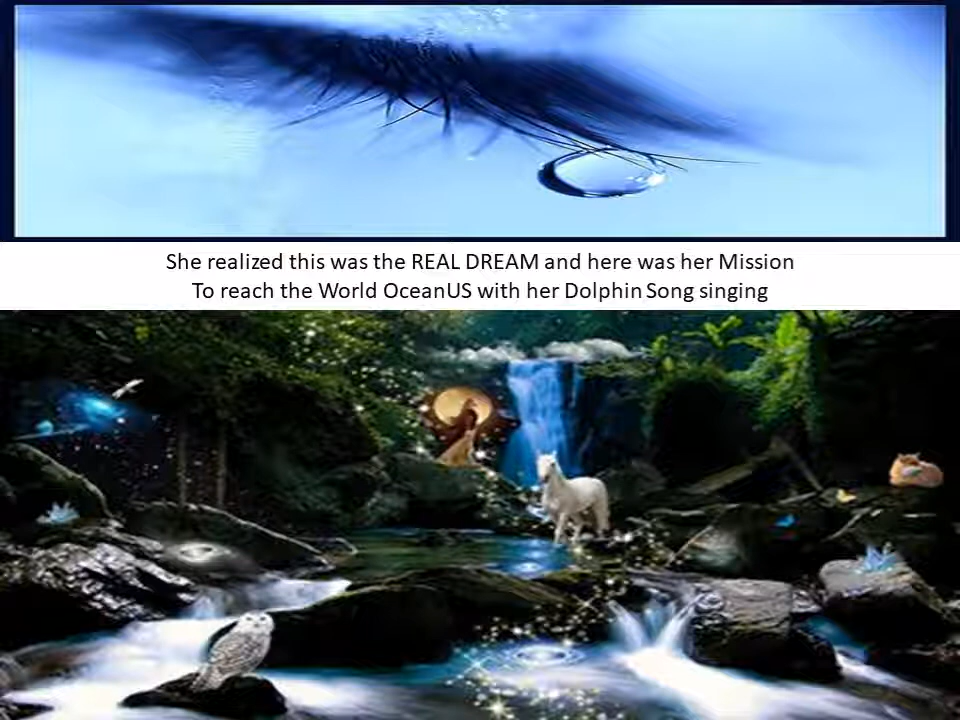 She realized this was the REAL DREAM and here was her Mission
To reach the World OceanUS with her Dolphin Song singing